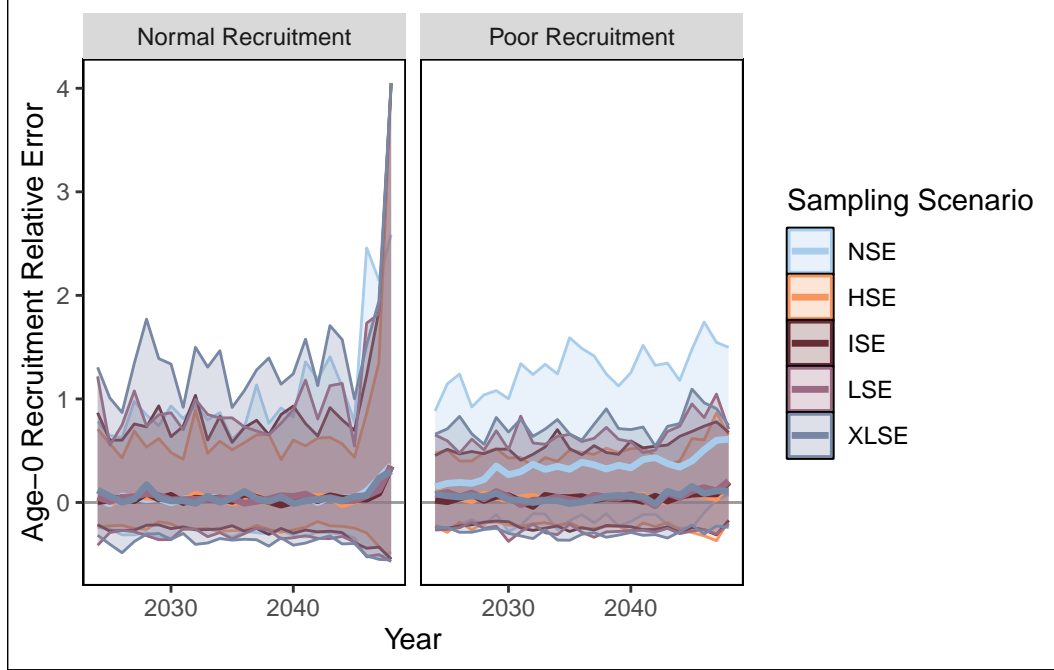 Normal Recruitment
Poor Recruitment
Age−0 Recruitment Relative Error
4
3
2
1
0
2030
2040
2030
2040
Year
Sampling Scenario
NSE
HSE
ISE
LSE
XLSE